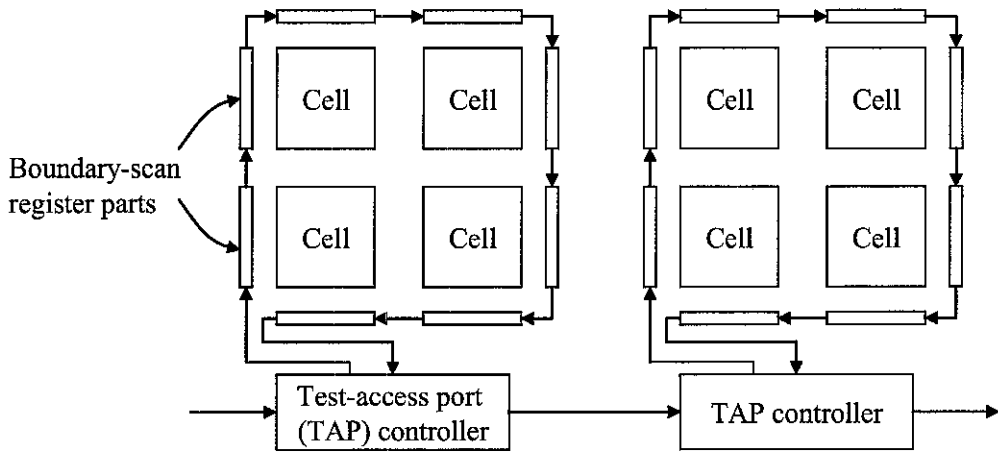 Cell
Cell
Cell
Cell
Boundary-scan
register parts
Cell
Cell
Cell
Cell
Test-access port
(TAP) controller
TAP controller